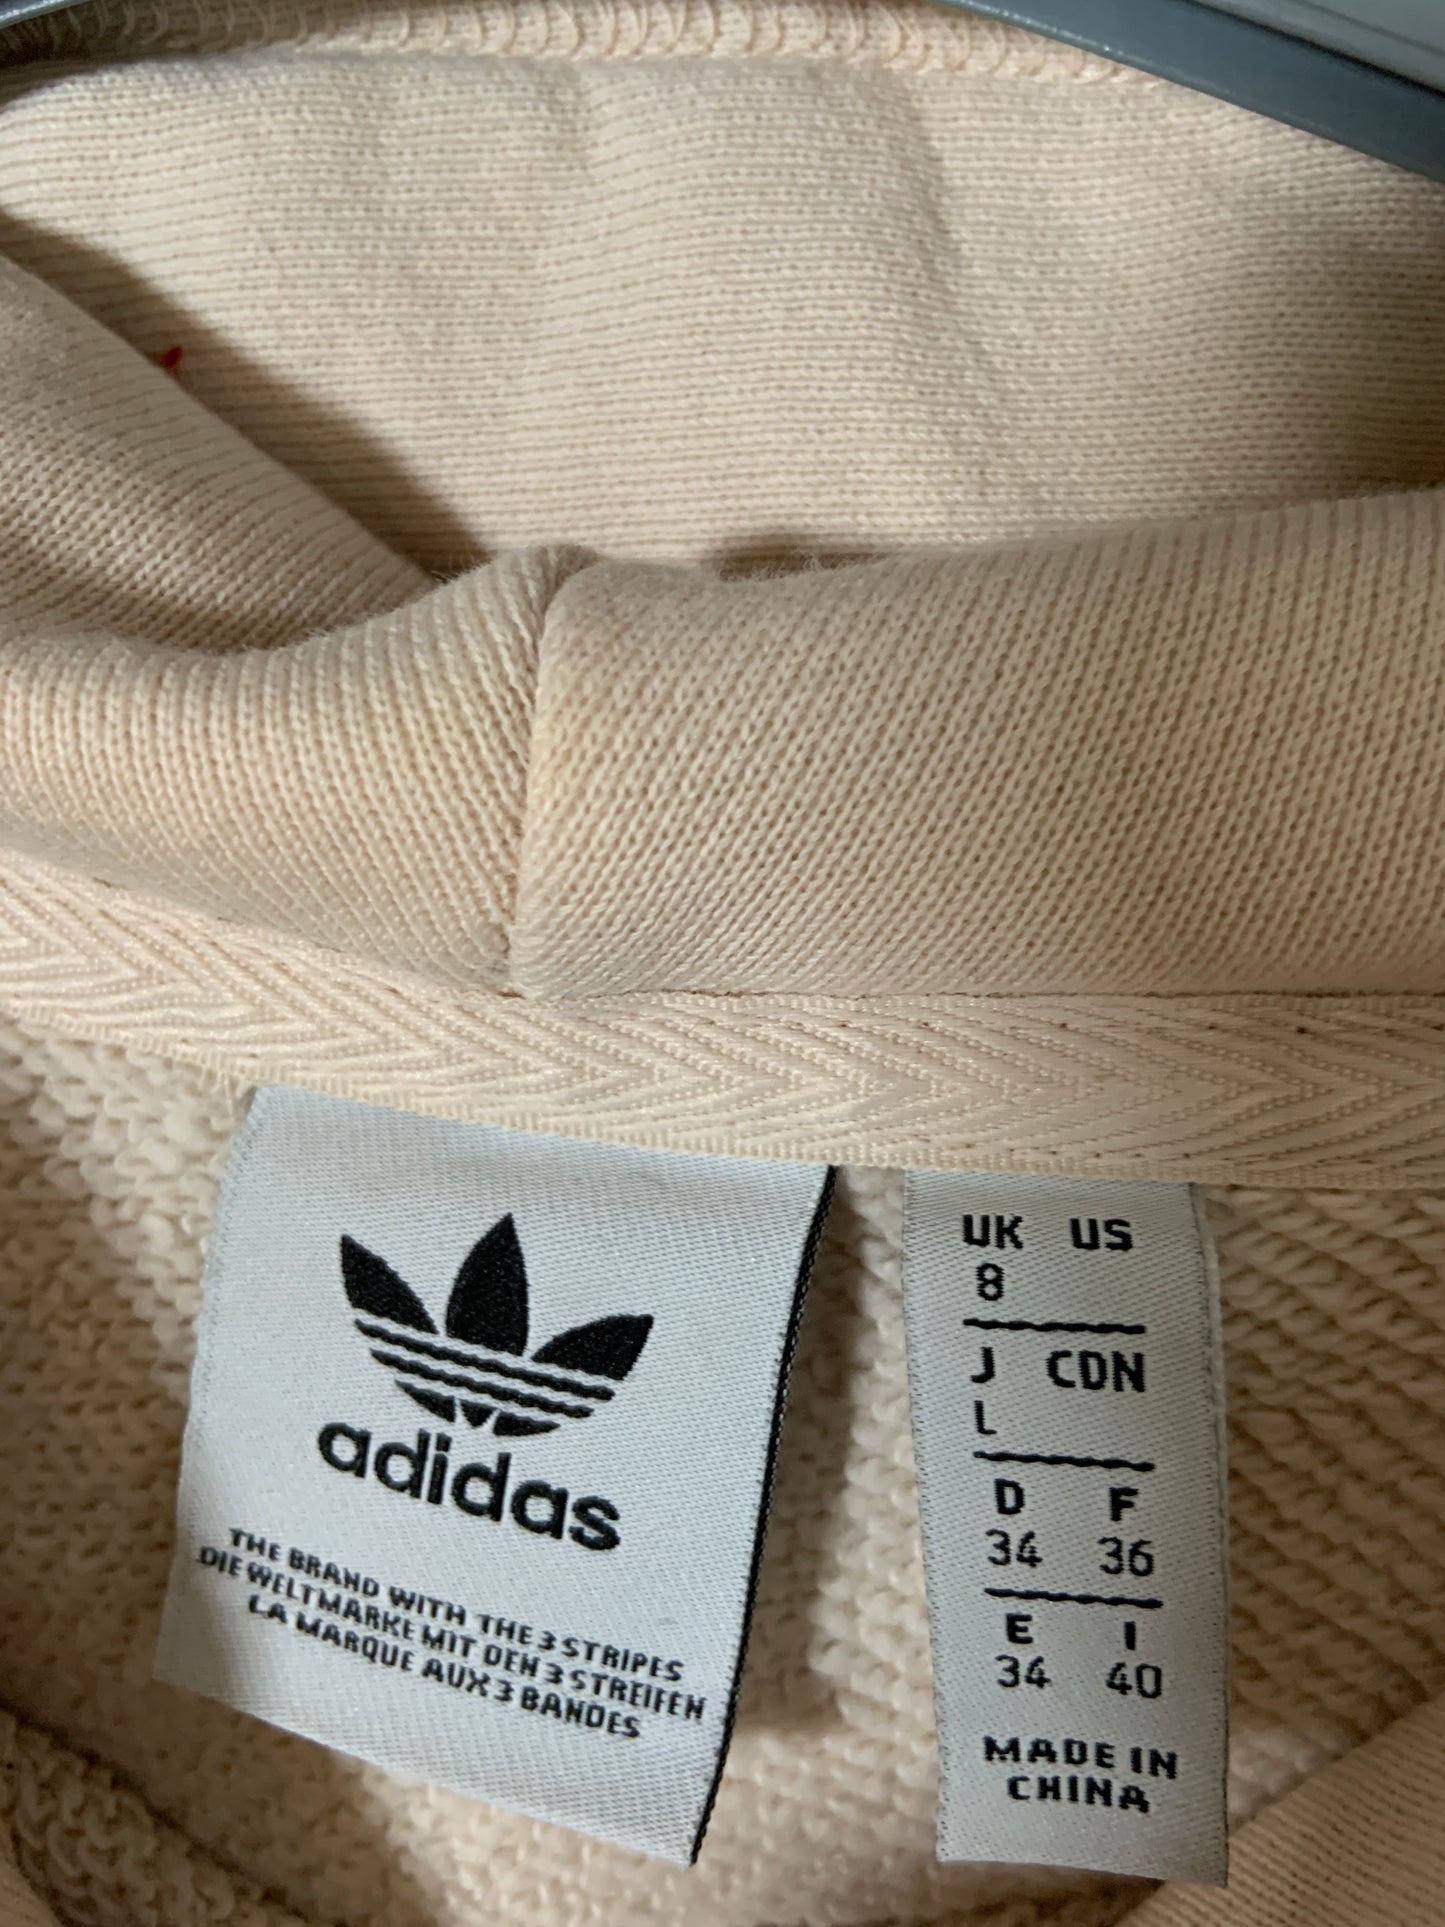 adidas
THE BRAND WITH THE 3 STRIPES
DIE WELTMARKE MIT DEN 3 STREIFEN
LA MARQUE AUX 3 BANDES
UK US
8
J CDN
L
D F
34 36
E I
34 40
MADE IN
CHINA